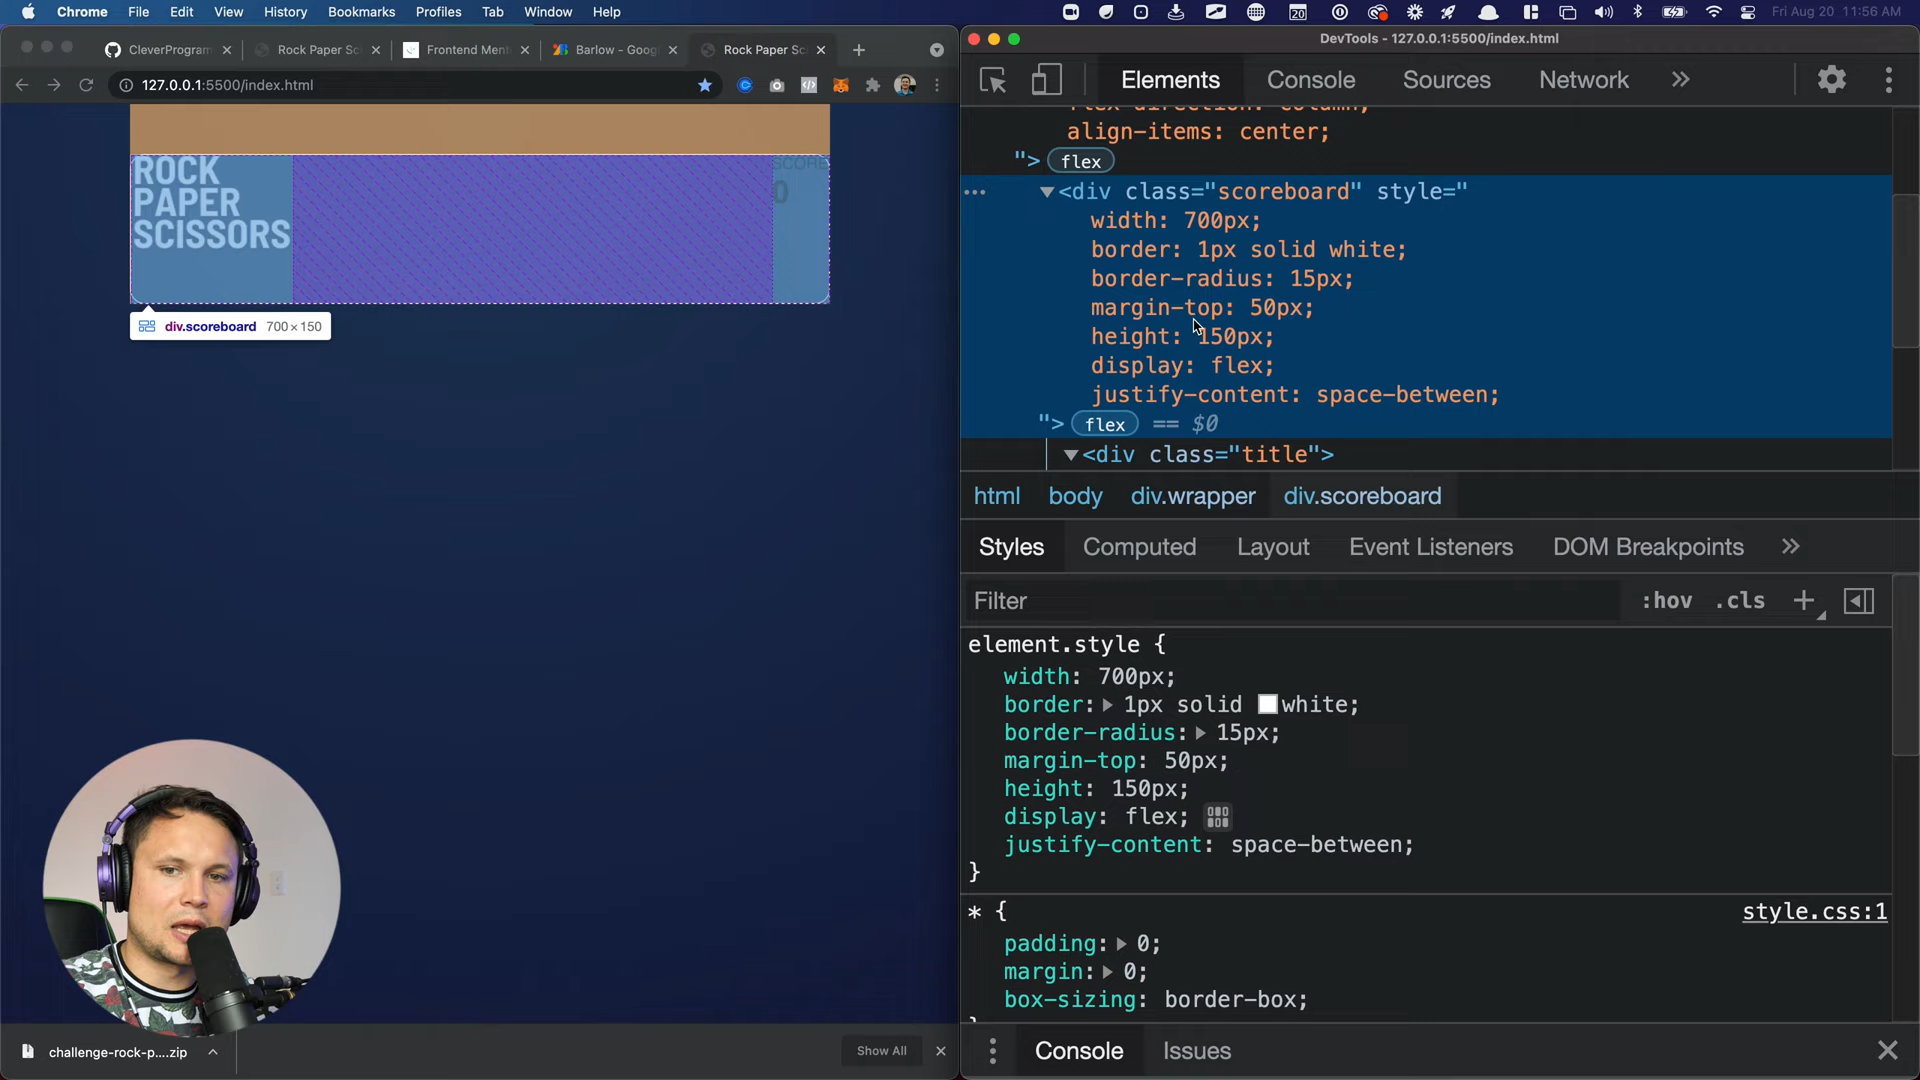 Chrome File Edit View History Bookmarks Profiles Tab Window Help
20
Fri Aug 20 11:56 AM
CleverProgram
Rock Paper Sc
Frontend Ment
Barlow - Goog
Rock Paper Sc
127.0.0.1:5500/index.html
ROCK
PAPER
SCISSORS
SCORE
0
div.scoreboard 700 × 150
challenge-rock-p....zip
Show All
DevTools - 127.0.0.1:5500/index.html
Elements Console Sources Network
flex-direction: column;
align-items: center;
"> flex
<div class="scoreboard" style="
width: 700px;
border: 1px solid white;
border-radius: 15px;
margin-top: 50px;
height: 150px;
display: flex;
justify-content: space-between;
"> flex == $0
<div class="title">
html body div.wrapper div.scoreboard
Styles Computed Layout Event Listeners DOM Breakpoints
Filter :hov .cls
element.style {
width: 700px;
border: 1px solid white;
border-radius: 15px;
margin-top: 50px;
height: 150px;
display: flex;
justify-content: space-between;
}
* { style.css:1
padding: 0;
margin: 0;
box-sizing: border-box;
}
Console Issues